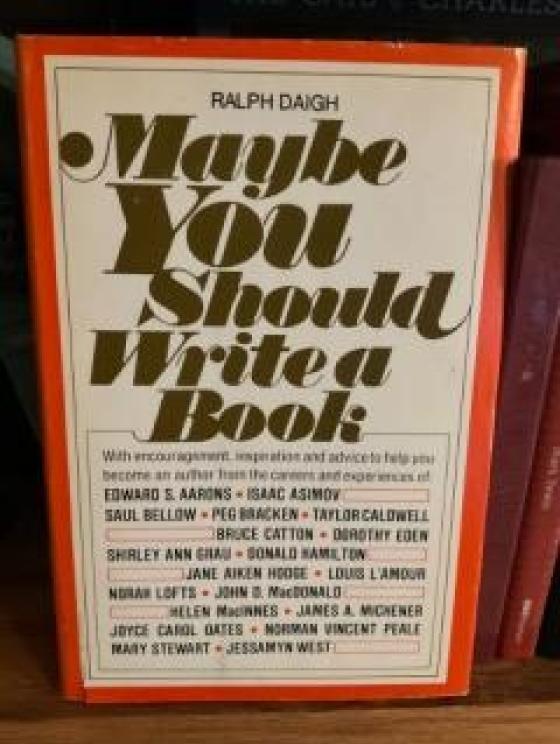 RALPH DAIGH
Maybe
You
Should
Write a
Book
With encouragement, inspiration and advice to help you
become an author from the careers and experiences of
EDWARD S. AARONS • ISAAC ASIMOV
SAUL BELLOW • PEG BRACKEN • TAYLOR CALDWELL
BRUCE CATTON • DOROTHY EDEN
SHIRLEY ANN GRAU • DONALD HAMILTON
JANE AIKEN HODGE • LOUIS L'AMOUR
NORAH LOFTS • JOHN D. MacDONALD
HELEN MacINNES • JAMES A. MICHENER
JOYCE CAROL OATES • NORMAN VINCENT PEALE
MARY STEWART • JESSAMYN WEST